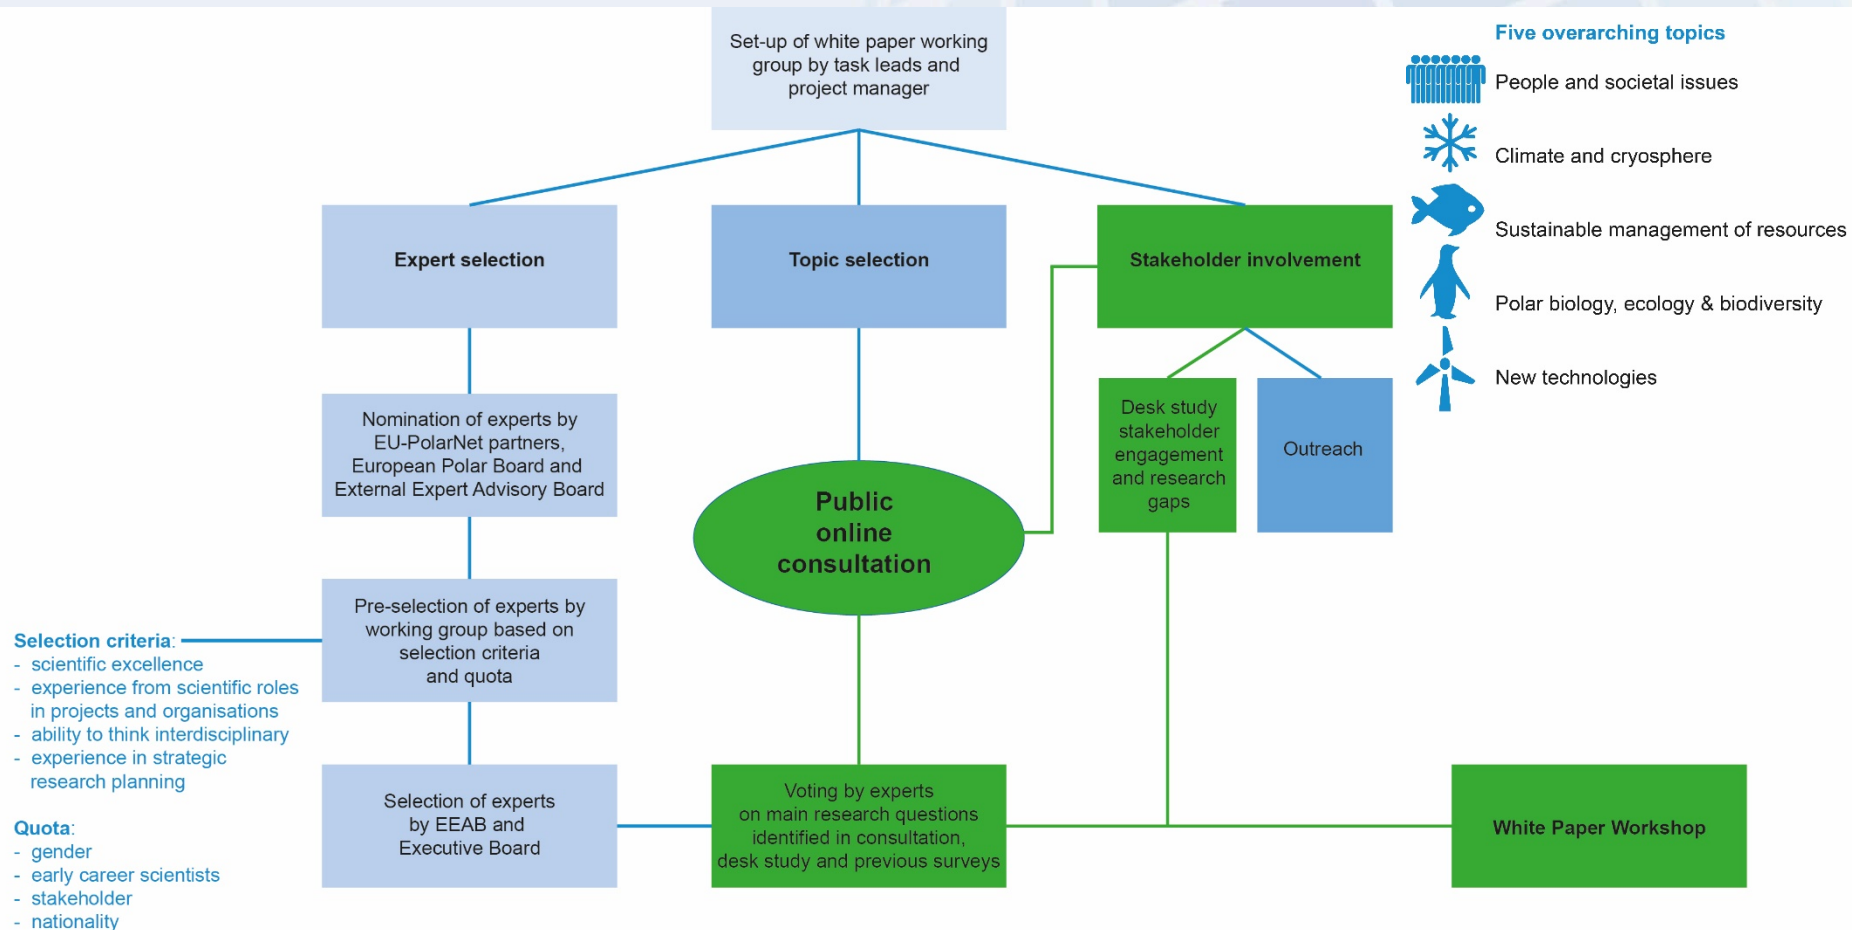 Set-up of white paper working
group by task leads and
project manager
Five overarching topics
People and societal issues
Climate and cryosphere
Sustainable management of resources
Polar biology, ecology & biodiversity
New technologies
Expert selection
Topic selection
Stakeholder involvement
Nomination of experts by
EU-PolarNet partners,
European Polar Board and
External Expert Advisory Board
Desk study
stakeholder
engagement
and research
gaps
Outreach
Public
online
consultation
Pre-selection of experts by
working group based on
selection criteria
and quota
Selection criteria:
- scientific excellence
- experience from scientific roles
in projects and organisations
- ability to think interdisciplinary
- experience in strategic
research planning
Quota:
- gender
- early career scientists
- stakeholder
- nationality
Selection of experts
by EEAB and
Executive Board
Voting by experts
on main research questions
identified in consultation,
desk study and previous surveys
White Paper Workshop